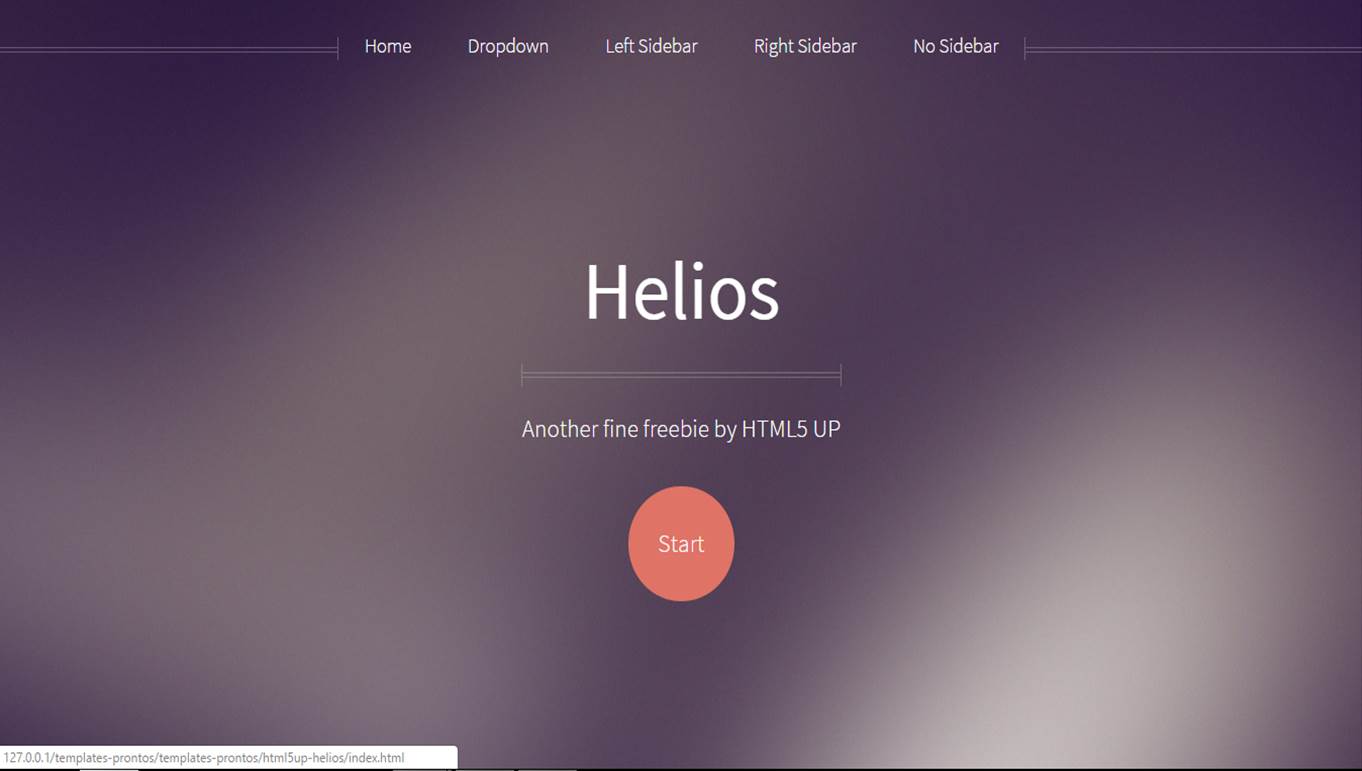 Home Dropdown Left Sidebar Right Sidebar No Sidebar
Helios
Another fine freebie by HTML5 UP
Start
127.0.0.1/templates-prontos/templates-prontos/html5up-helios/index.html